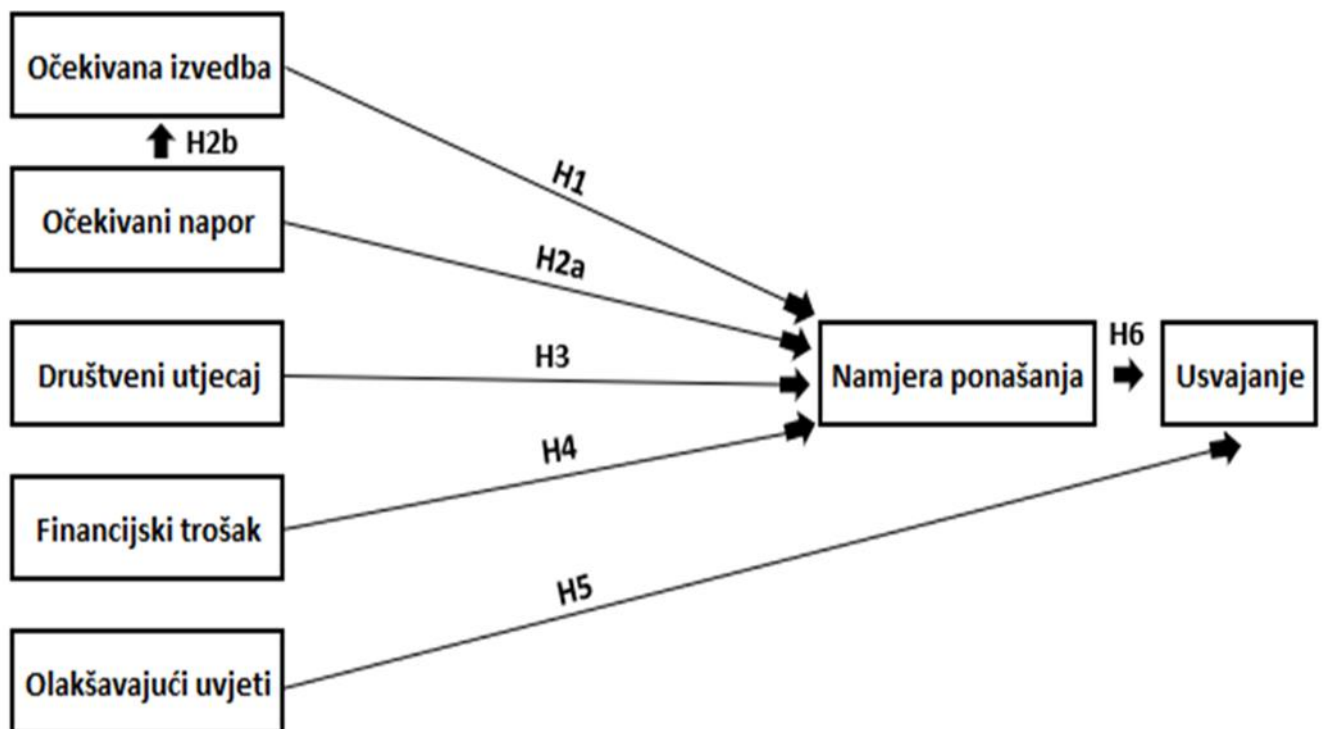 Očekivana izvedba
H2b
Očekivani napor
Društveni utjecaj
Financijski trošak
Olakšavajući uvjeti
H1
H2a
H3
H4
H5
Namjera ponašanja
H6
Usvajanje